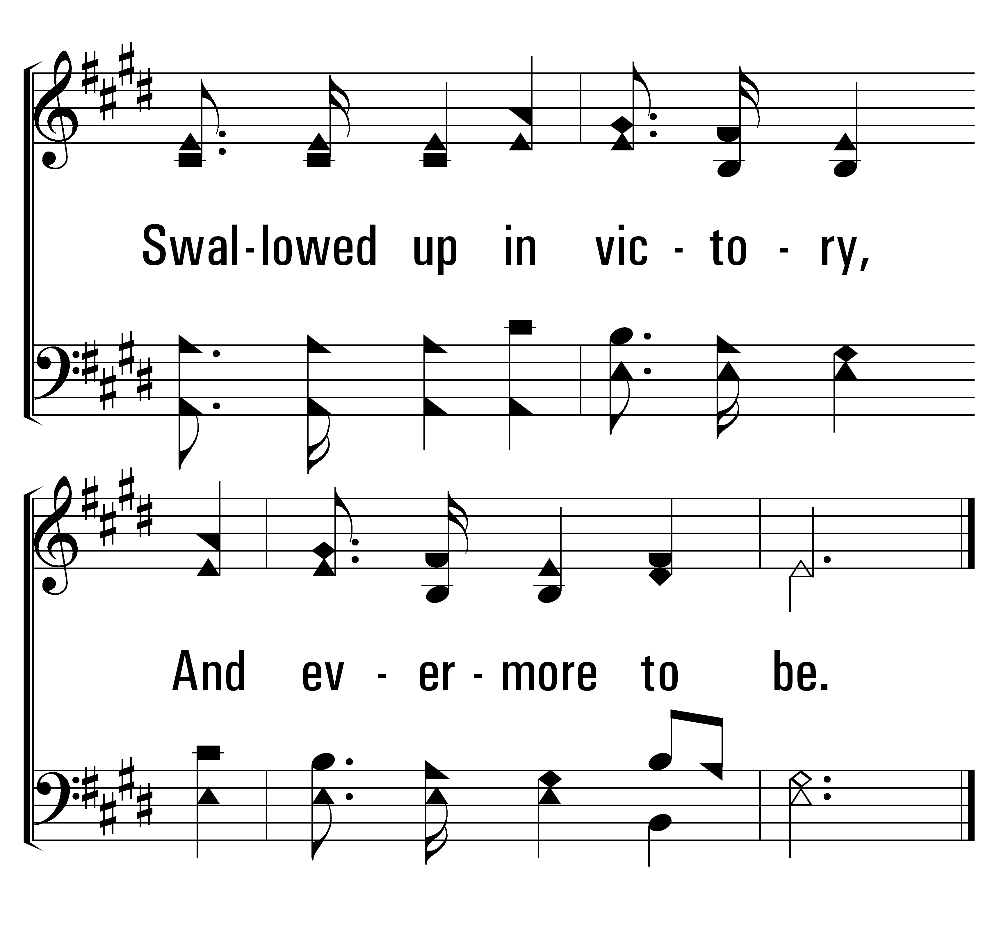 Swal - lowed up in vic - to - ry,
And ev - er - more to be.